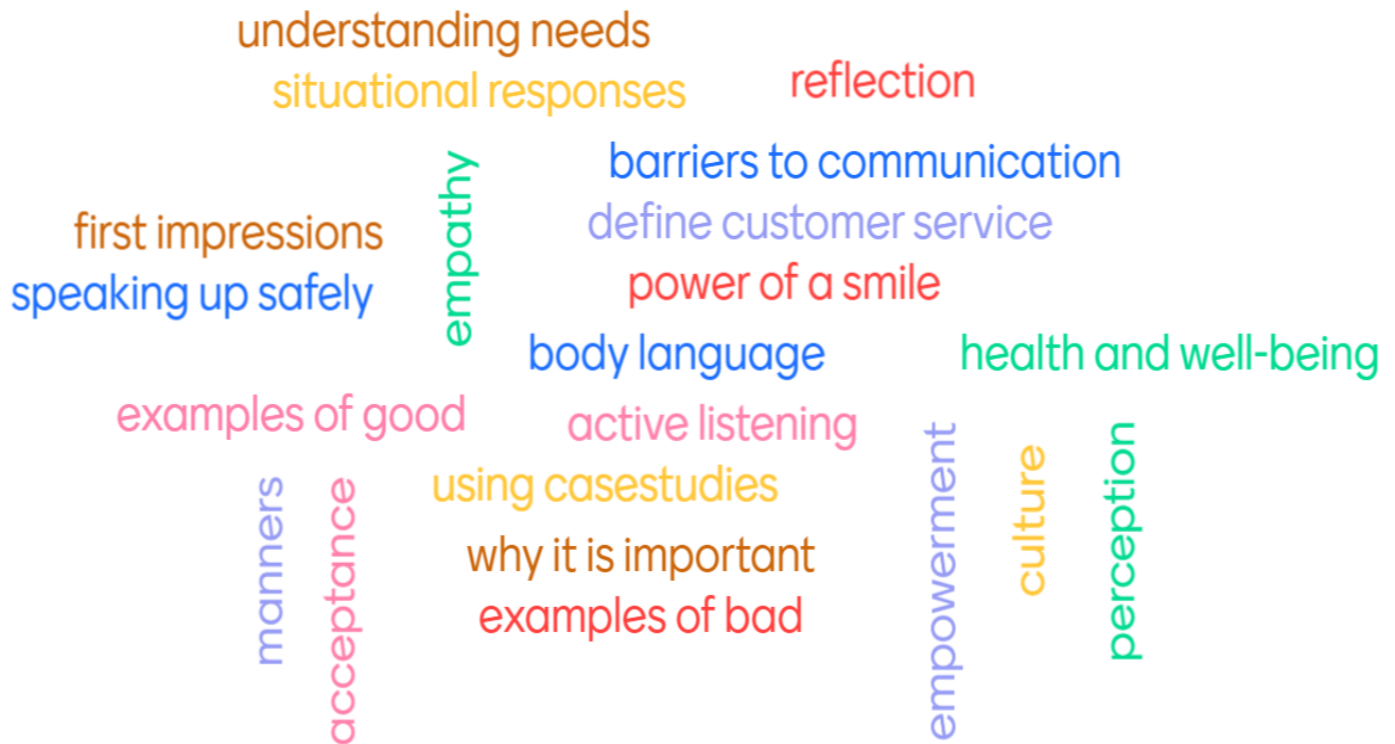 understanding needs
situational responses
reflection
barriers to communication
empathy
define customer service
first impressions
speaking up safely
power of a smile
body language
health and well-being
examples of good
active listening
empowerment
culture
perception
manners
acceptance
using casestudies
why it is important
examples of bad